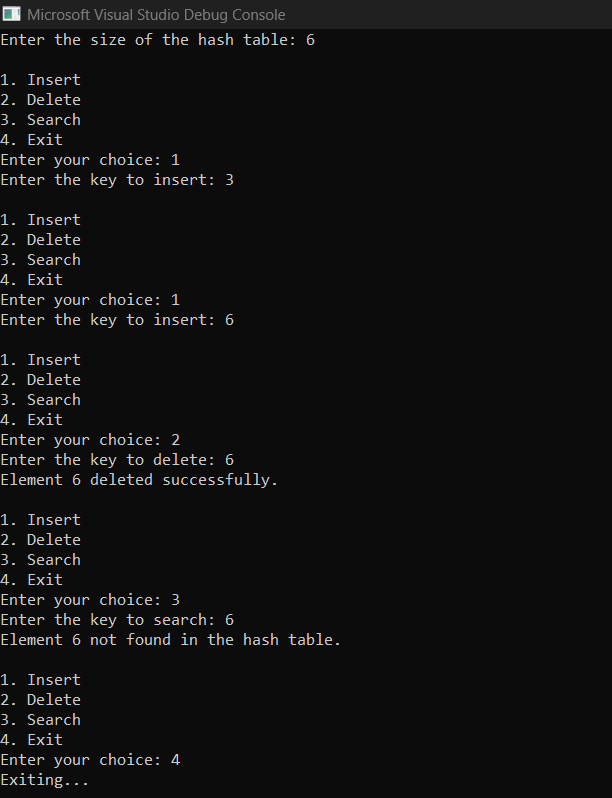 Microsoft Visual Studio Debug Console
Enter the size of the hash table: 6
1. Insert
2. Delete
3. Search
4. Exit
Enter your choice: 1
Enter the key to insert: 3
1. Insert
2. Delete
3. Search
4. Exit
Enter your choice: 1
Enter the key to insert: 6
1. Insert
2. Delete
3. Search
4. Exit
Enter your choice: 2
Enter the key to delete: 6
Element 6 deleted successfully.
1. Insert
2. Delete
3. Search
4. Exit
Enter your choice: 3
Enter the key to search: 6
Element 6 not found in the hash table.
1. Insert
2. Delete
3. Search
4. Exit
Enter your choice: 4
Exiting...